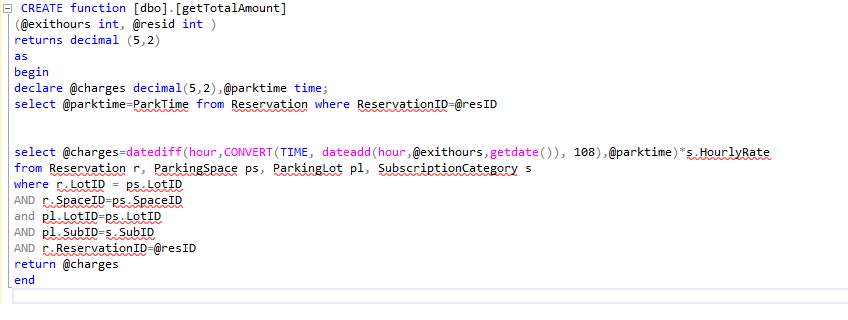 CREATE function [dbo].[getTotalAmount]
(@exithours int, @resid int )
returns decimal (5,2)
as
begin
declare @charges decimal(5,2),@parktime time;
select @parktime=ParkTime from Reservation where ReservationID=@resID
select @charges=datediff(hour,CONVERT(TIME, dateadd(hour,@exithours,getdate()), 108),@parktime)*s.HourlyRate
from Reservation r, ParkingSpace ps, ParkingLot pl, SubscriptionCategory s
where r.LotID = ps.LotID
AND r.SpaceID=ps.SpaceID
and pl.LotID=ps.LotID
AND pl.SubID=s.SubID
AND r.ReservationID=@resID
return @charges
end